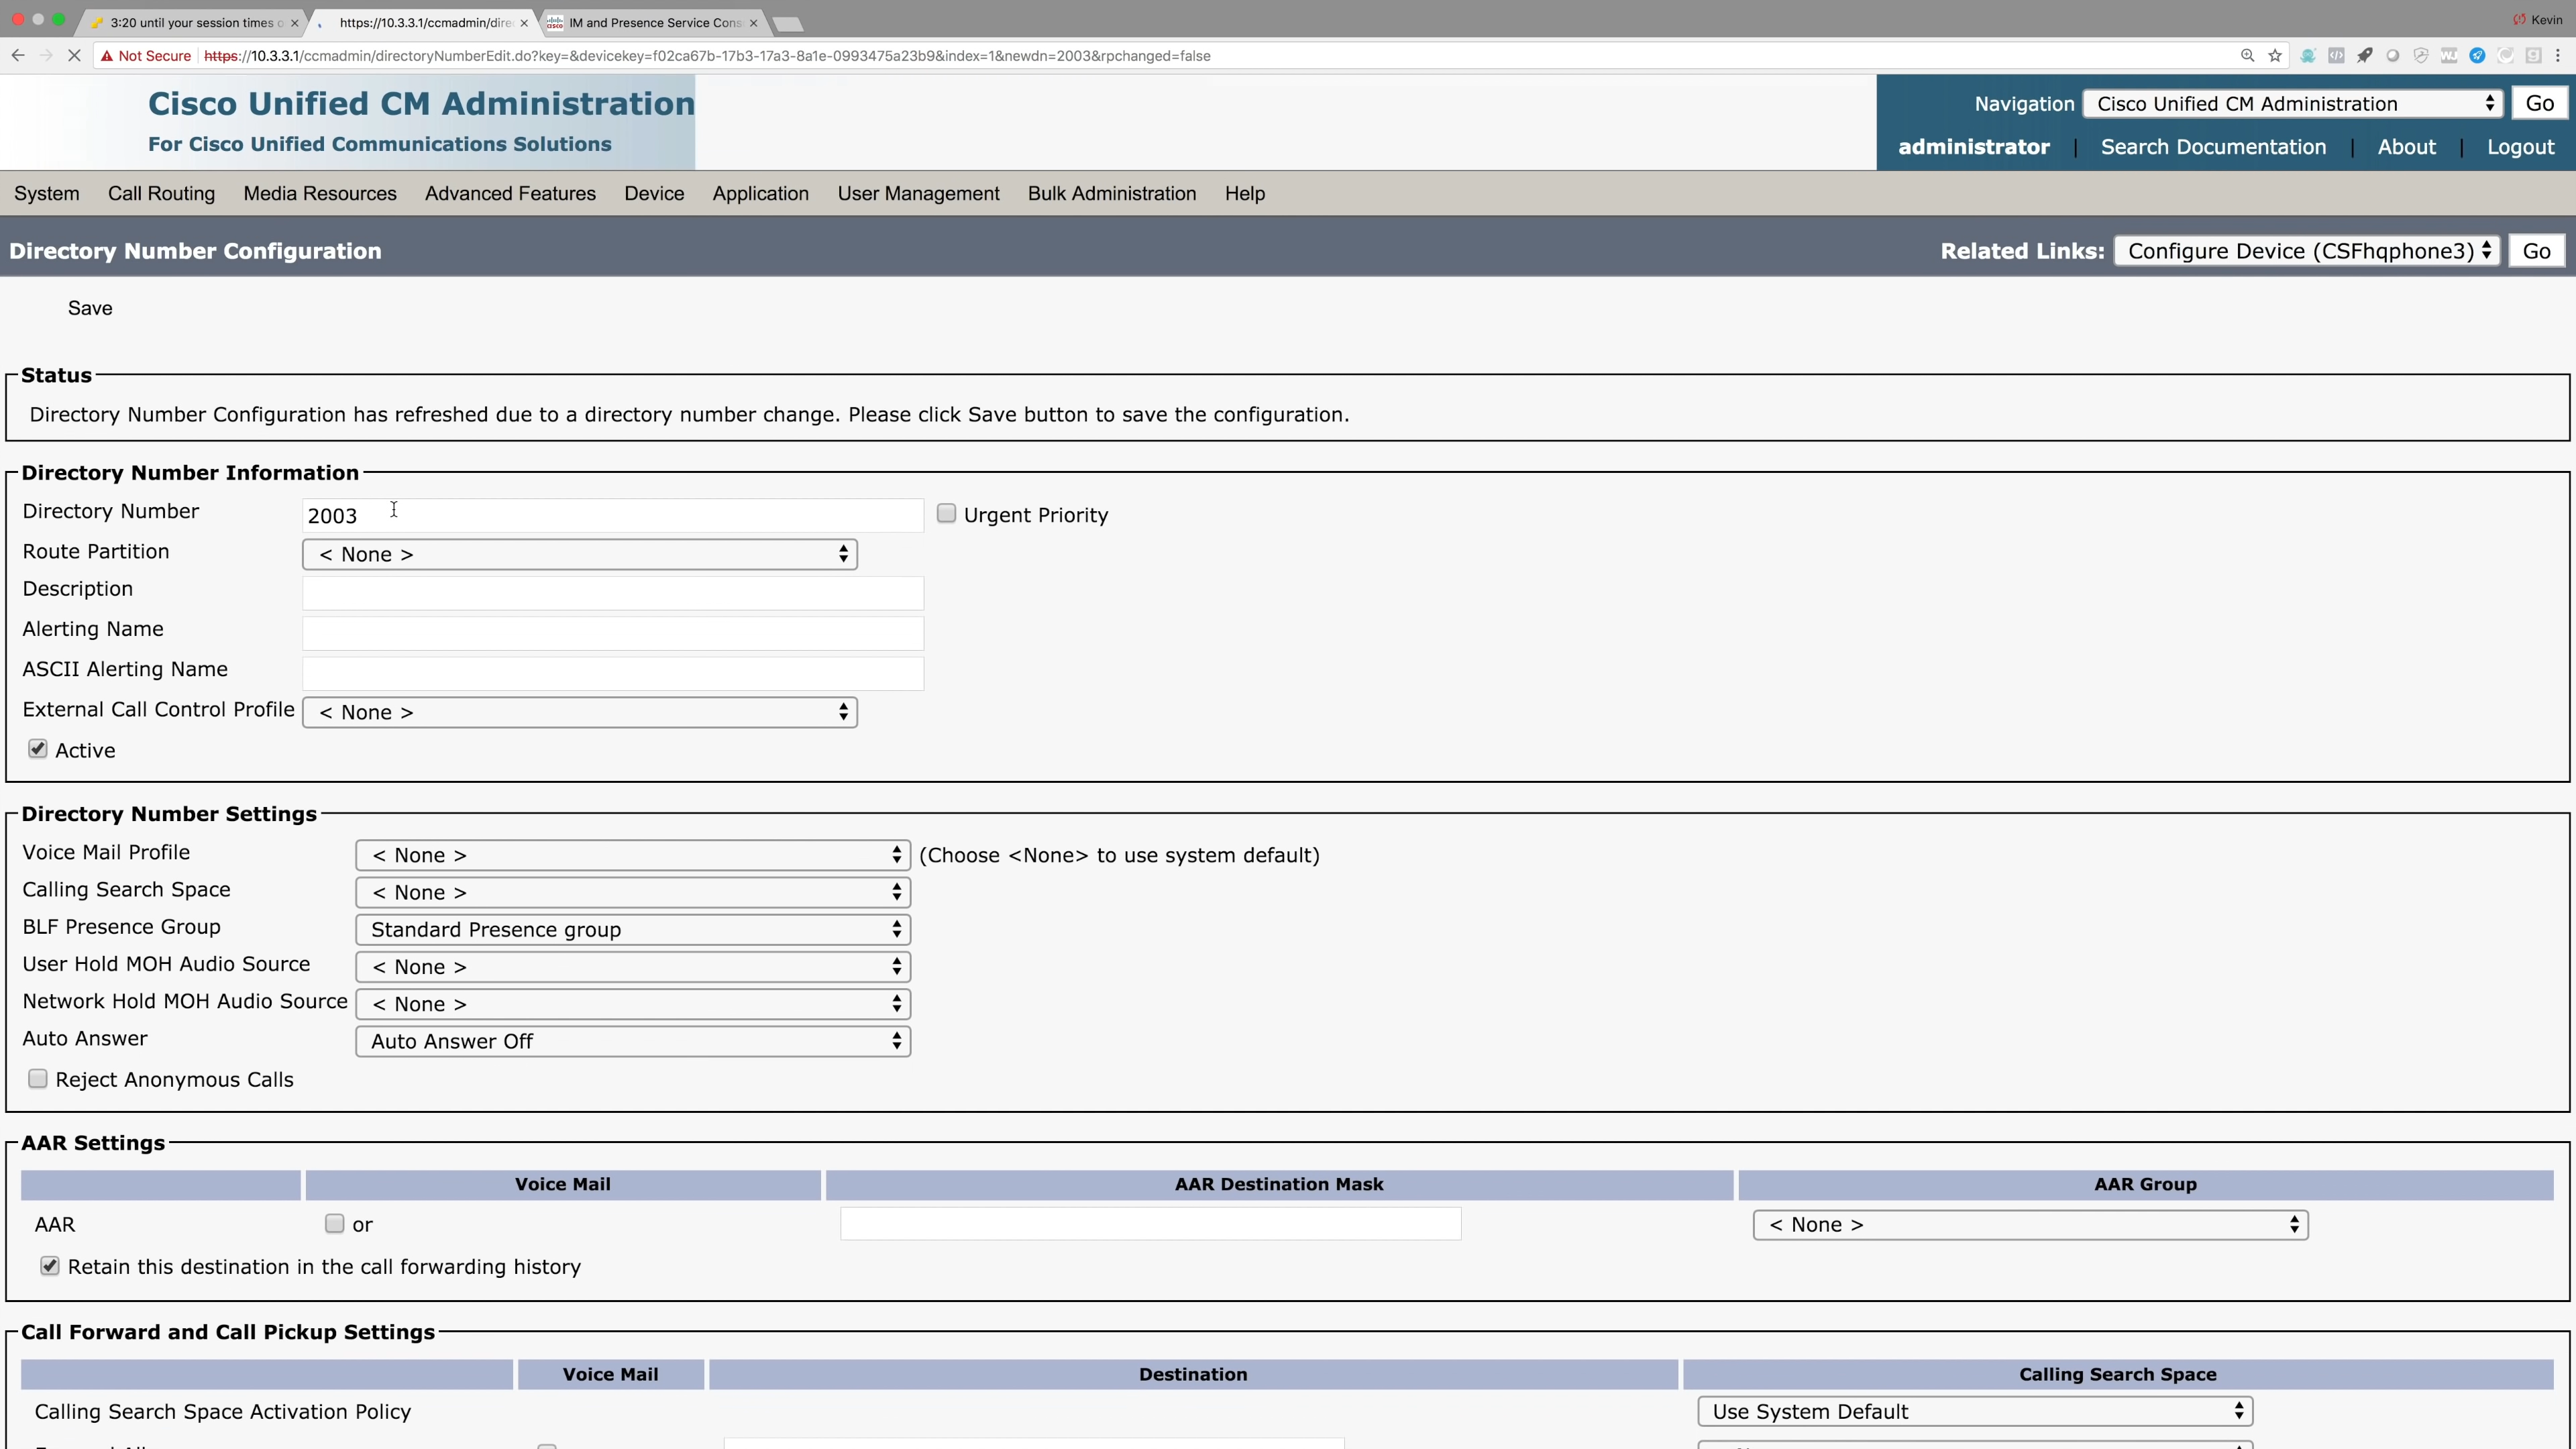 3:20 until your session times o
https://10.3.3.1/ccmadmin/dire
IM and Presence Service Cons
Kevin
Not Secure https://10.3.3.1/ccmadmin/directoryNumberEdit.do?key=&devicekey=f02ca67b-17b3-17a3-8a1e-0993475a23b9&index=1&newdn=2003&rpchanged=false
Cisco Unified CM Administration
For Cisco Unified Communications Solutions
Navigation Cisco Unified CM Administration Go
administrator | Search Documentation | About | Logout
System Call Routing Media Resources Advanced Features Device Application User Management Bulk Administration Help
Directory Number Configuration
Related Links: Configure Device (CSFhqphone3) Go
Save
Status
Directory Number Configuration has refreshed due to a directory number change. Please click Save button to save the configuration.
Directory Number Information
Directory Number 2003 Urgent Priority
Route Partition < None >
Description
Alerting Name
ASCII Alerting Name
External Call Control Profile < None >
Active
Directory Number Settings
Voice Mail Profile < None > (Choose <None> to use system default)
Calling Search Space < None >
BLF Presence Group Standard Presence group
User Hold MOH Audio Source < None >
Network Hold MOH Audio Source < None >
Auto Answer Auto Answer Off
Reject Anonymous Calls
AAR Settings
Voice Mail AAR Destination Mask AAR Group
AAR or < None >
Retain this destination in the call forwarding history
Call Forward and Call Pickup Settings
Voice Mail Destination Calling Search Space
Calling Search Space Activation Policy Use System Default